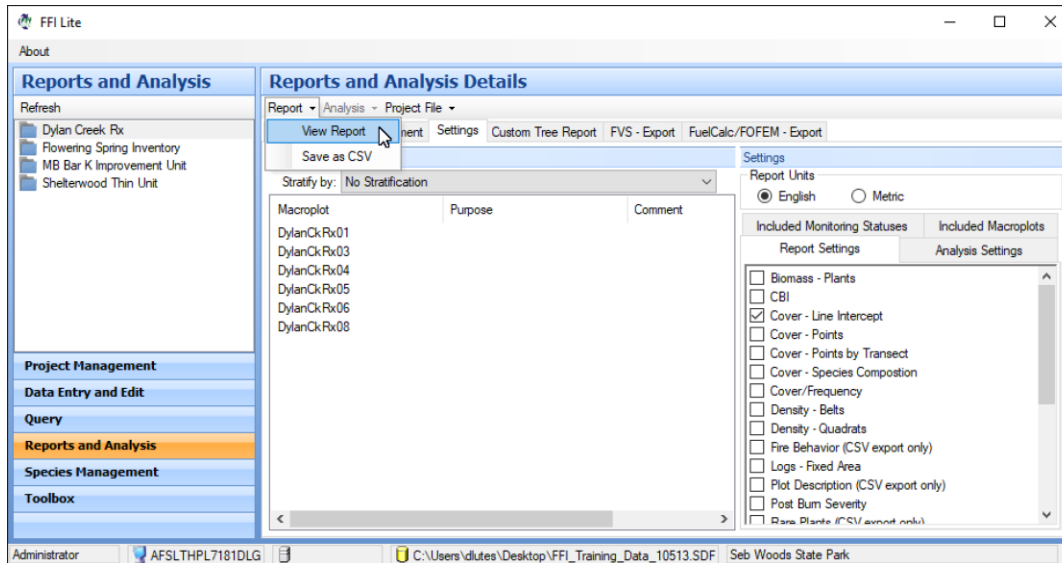 FFI Lite
About
Reports and Analysis
Refresh
Dylan Creek Rx
Flowering Spring Inventory
MB Bar K Improvement Unit
Shelterwood Thin Unit
Project Management
Data Entry and Edit
Query
Reports and Analysis
Species Management
Toolbox
Reports and Analysis Details
Report Analysis Project File
View Report
Save as CSV
ment Settings Custom Tree Report FVS - Export FuelCalc/FOFEM - Export
Stratify by: No Stratification
Macroplot Purpose Comment
DylanCkRx01
DylanCkRx03
DylanCkRx04
DylanCkRx05
DylanCkRx06
DylanCkRx08
Settings
Report Units
English Metric
Included Monitoring Statuses Included Macroplots
Report Settings Analysis Settings
Biomass - Plants
CBI
Cover - Line Intercept
Cover - Points
Cover - Points by Transect
Cover - Species Compostion
Cover/Frequency
Density - Belts
Density - Quadrats
Fire Behavior (CSV export only)
Logs - Fixed Area
Plot Description (CSV export only)
Post Burn Severity
Rare Plants (CSV export only)
Administrator AFSLTHPL7181DLG C:\Users\dlutes\Desktop\FFI_Training_Data_10513.SDF Seb Woods State Park